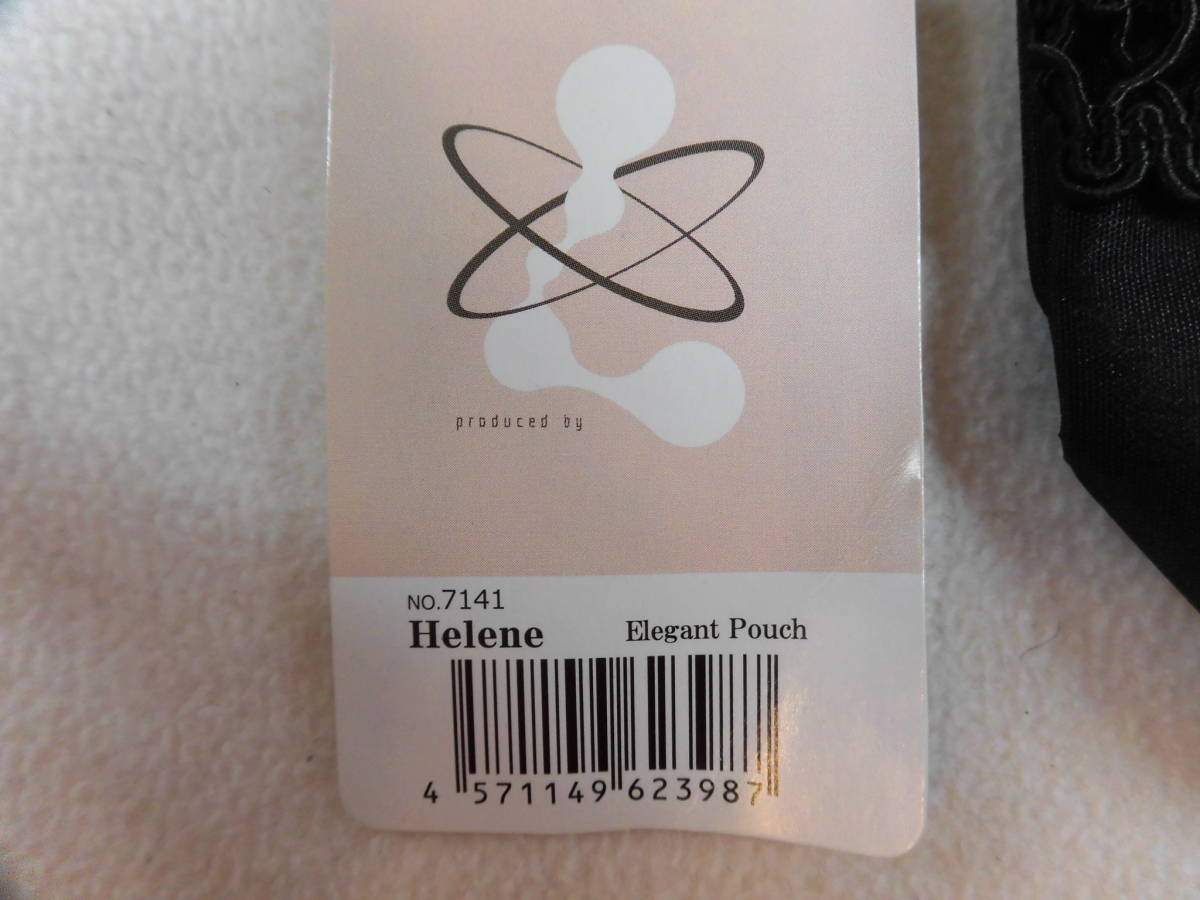 produced by
NO.7141
Helene Elegant Pouch
4 571149 623987